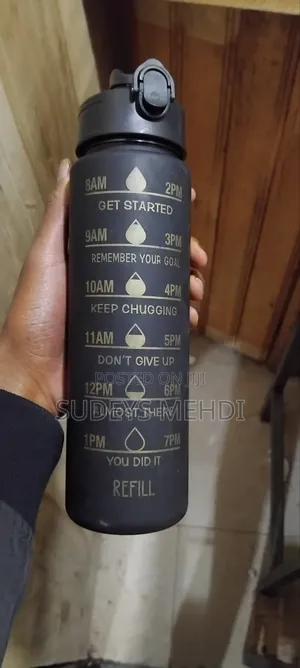 8AM 2PM
GET STARTED
9AM 3PM
REMEMBER YOUR GOAL
10AM 4PM
KEEP CHUGGING
11AM 5PM
DON'T GIVE UP
POSTED ON JIJI
12PM 6PM
SUDEYS MEHDI
ALMOST THERE
1PM 7PM
YOU DID IT
REFILL